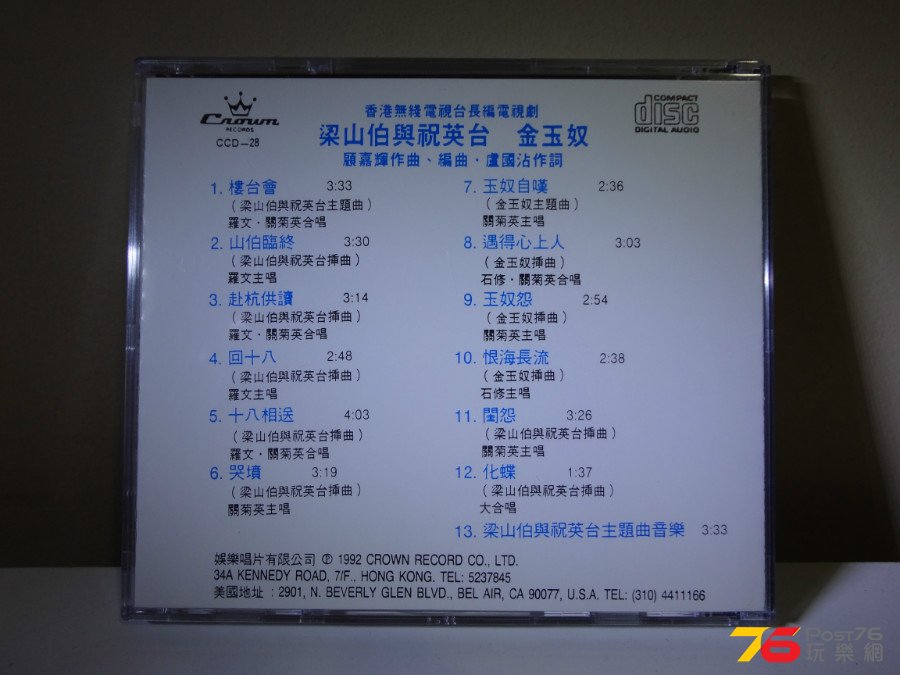 Crown
RECORDS
CCD-28
COMPACT
disc
DIGITAL AUDIO
香港無綫電視台長編電視劇
梁山伯與祝英台 金玉奴
顧嘉輝作曲、編曲·盧國沾作詞
1. 樓台會 3:33
(梁山伯與祝英台主題曲)
羅文·關菊英合唱
2. 山伯臨終 3:30
(梁山伯與祝英台插曲)
羅文主唱
3. 赴杭供讀 3:14
(梁山伯與祝英台插曲)
羅文·關菊英合唱
4. 回十八 2:48
(梁山伯與祝英台插曲)
羅文主唱
5. 十八相送 4:03
(梁山伯與祝英台插曲)
羅文·關菊英合唱
6. 哭墳 3:19
(梁山伯與祝英台插曲)
關菊英主唱
7. 玉奴自嘆 2:36
(金玉奴主題曲)
關菊英主唱
8. 遇得心上人 3:03
(金玉奴插曲)
石修·關菊英合唱
9. 玉奴怨 2:54
(金玉奴插曲)
關菊英主唱
10. 恨海長流 2:38
(金玉奴插曲)
石修主唱
11. 閨怨 3:26
(梁山伯與祝英台插曲)
關菊英主唱
12. 化蝶 1:37
(梁山伯與祝英台插曲)
大合唱
13. 梁山伯與祝英台主題曲音樂 3:33
娛樂唱片有限公司 Ⓟ 1992 CROWN RECORD CO., LTD.
34A KENNEDY ROAD, 7/F., HONG KONG. TEL: 5237845
美國地址 : 2901, N. BEVERLY GLEN BLVD., BEL AIR, CA 90077, U.S.A. TEL: (310) 4411166
76 Post76
玩樂網